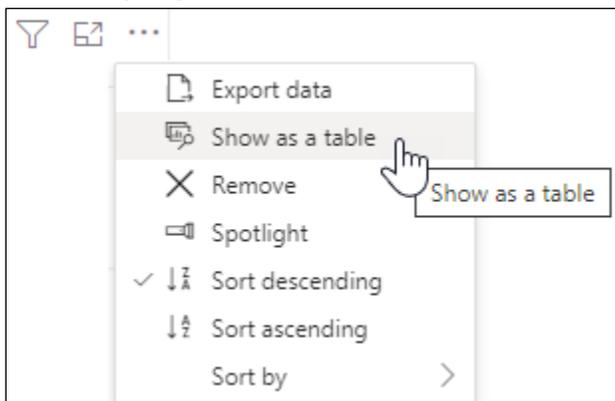 Export data
Show as a table
Remove
Show as a table
Spotlight
Sort descending
Sort ascending
Sort by